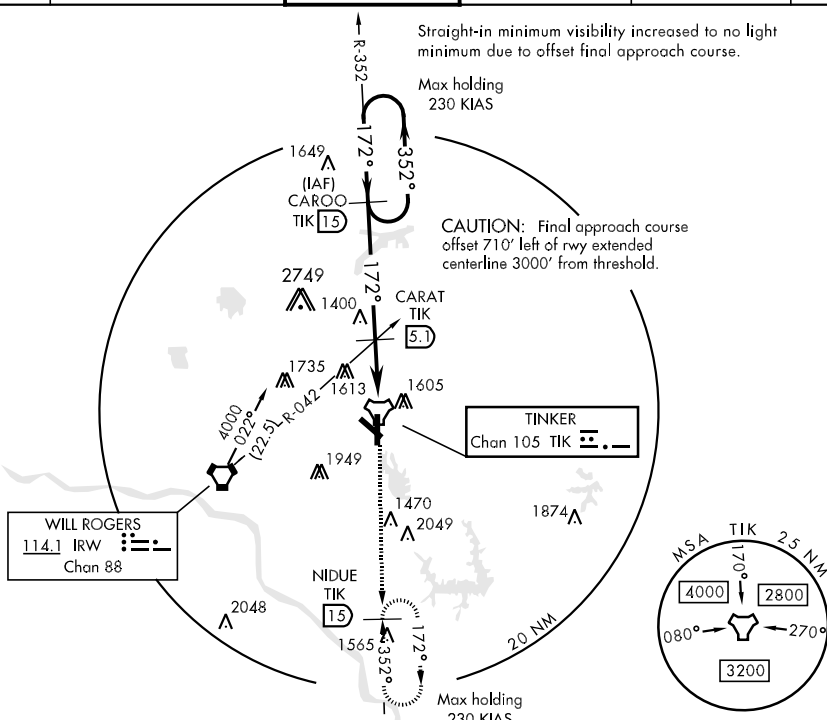 Straight-in minimum visibility increased to no light
minimum due to offset final approach course.
R-352
Max holding
230 KIAS
172°
352°
1649
(IAF)
CAROO
TIK 15
CAUTION: Final approach course
offset 710' left of rwy extended
centerline 3000' from threshold.
172°
2749
1400
CARAT
TIK
5.1
1735
1613
1605
R-042
4000
022°
(22.5)
TINKER
Chan 105 TIK
1949
WILL ROGERS
114.1 IRW
Chan 88
1470
2049
1874
NIDUE
TIK
15
2048
1565
352°
172°
20 NM
Max holding
230 KIAS
MSA TIK 25 NM
170°
4000
2800
080°
270°
3200